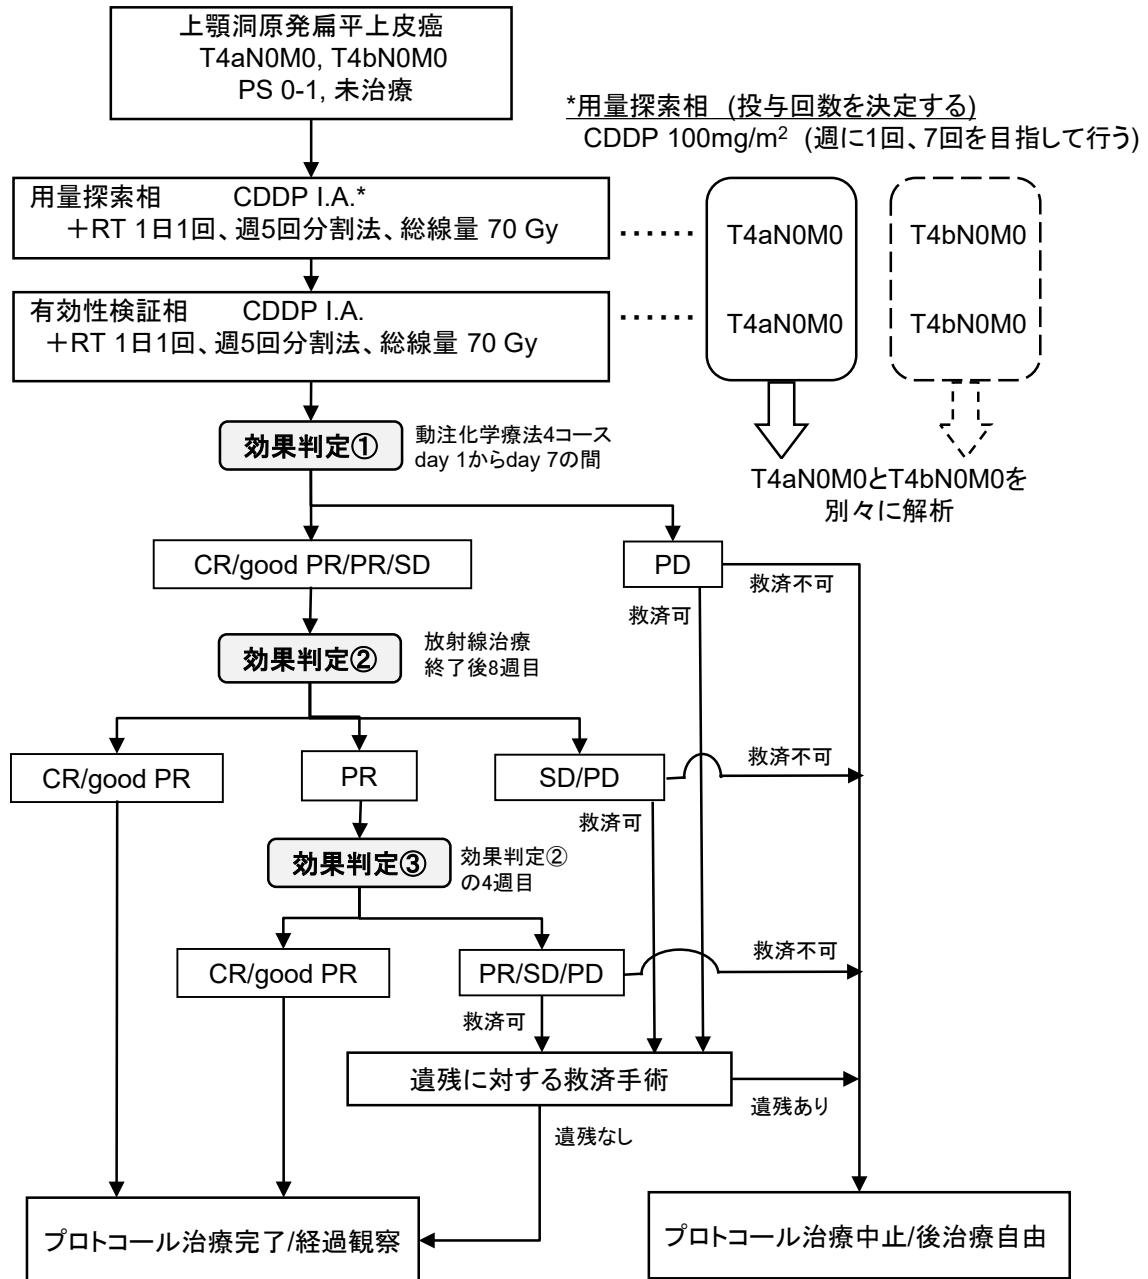 上顎洞原発扁平上皮癌
T4aN0M0, T4bN0M0
PS 0-1, 未治療
*用量探索相 (投与回数を決定する)
CDDP 100mg/m² (週に1回、7回を目指して行う)
用量探索相 CDDP I.A.*
＋RT 1日1回、週5回分割法、総線量 70 Gy
…… T4aN0M0 T4bN0M0
有効性検証相 CDDP I.A.
＋RT 1日1回、週5回分割法、総線量 70 Gy
…… T4aN0M0 T4bN0M0
効果判定①
動注化学療法4コース
day 1からday 7の間
T4aN0M0とT4bN0M0を
別々に解析
CR/good PR/PR/SD
PD
救済不可
救済可
効果判定②
放射線治療
終了後8週目
CR/good PR
PR
SD/PD
救済不可
救済可
効果判定③
効果判定②
の4週目
CR/good PR
PR/SD/PD
救済不可
救済可
遺残に対する救済手術
遺残あり
遺残なし
プロトコール治療完了/経過観察
プロトコール治療中止/後治療自由